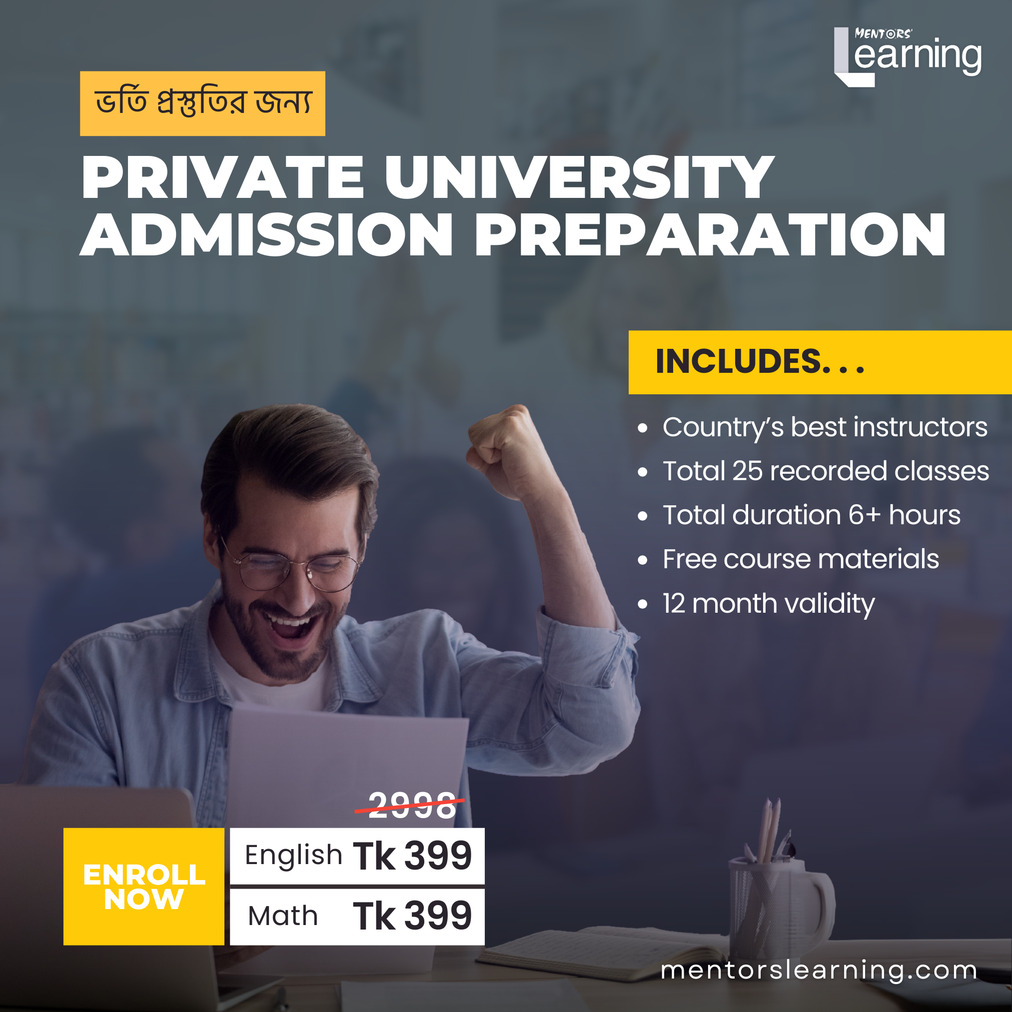 MENTORS'
Learning
ভর্তি প্রস্তুতির জন্য
PRIVATE UNIVERSITY
ADMISSION PREPARATION
INCLUDES. . .
• Country’s best instructors
• Total 25 recorded classes
• Total duration 6+ hours
• Free course materials
• 12 month validity
2998
ENROLL
NOW
English Tk 399
Math Tk 399
mentorslearning.com